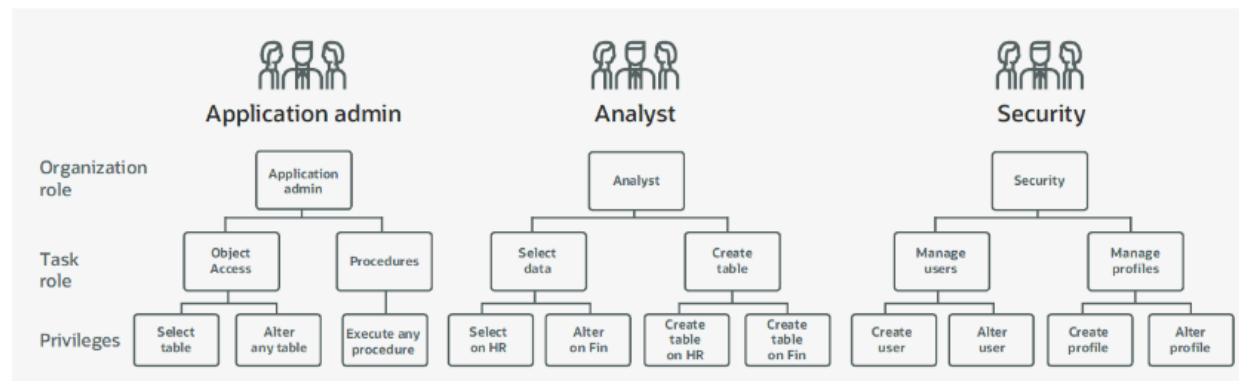 Application admin
Analyst
Security
Organization
role
Application
admin
Analyst
Security
Task
role
Object
Access
Procedures
Select
data
Create
table
Manage
users
Manage
profiles
Privileges
Select
table
Alter
any table
Execute any
procedure
Select
on HR
Alter
on Fin
Create
table
on HR
Create
table
on Fin
Create
user
Alter
user
Create
profile
Alter
profile